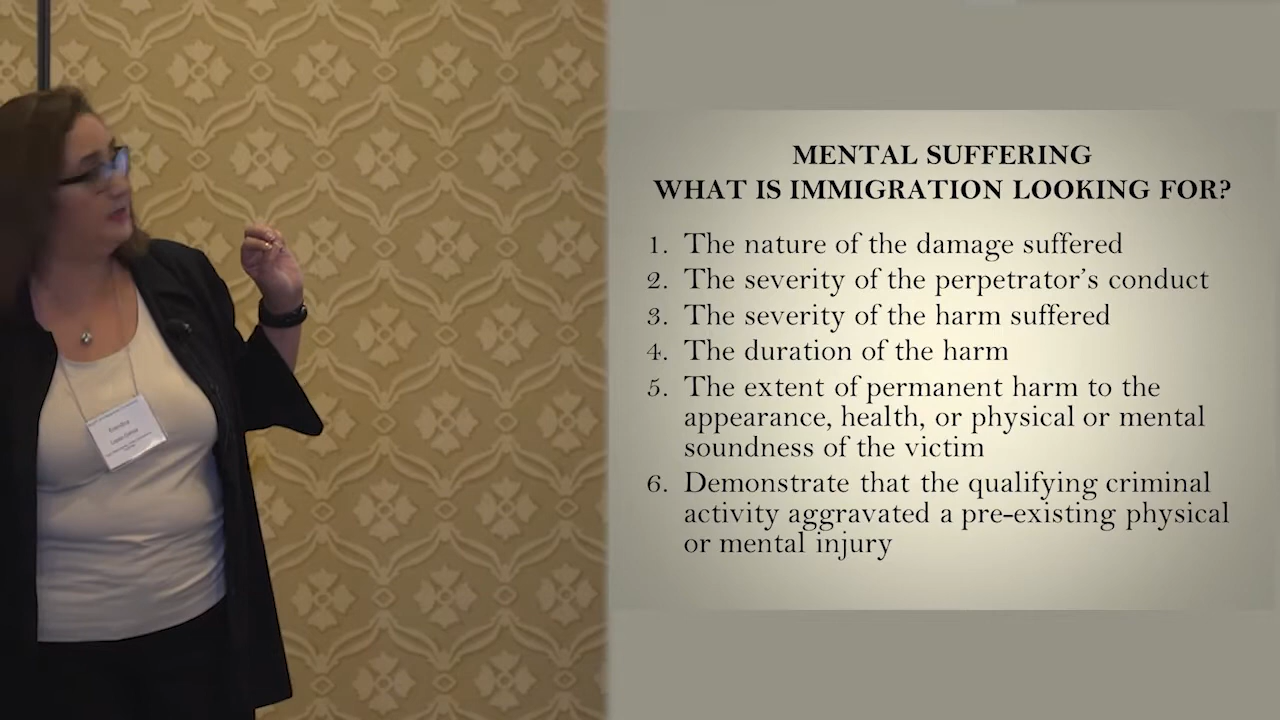 MENTAL SUFFERING
WHAT IS IMMIGRATION LOOKING FOR?
1. The nature of the damage suffered
2. The severity of the perpetrator's conduct
3. The severity of the harm suffered
4. The duration of the harm
5. The extent of permanent harm to the
appearance, health, or physical or mental
soundness of the victim
6. Demonstrate that the qualifying criminal
activity aggravated a pre-existing physical
or mental injury